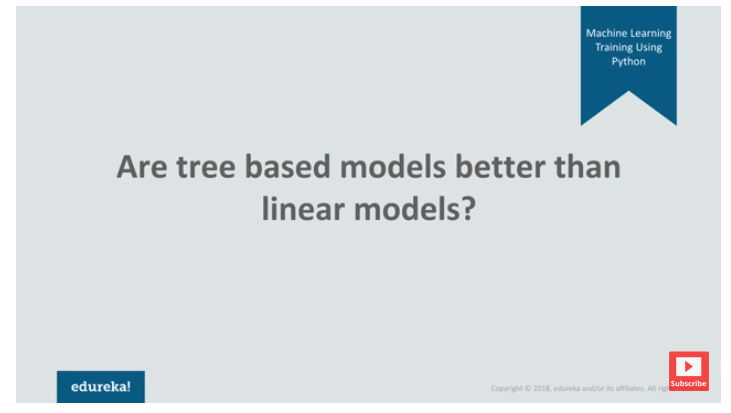 Machine Learning
Training Using
Python
Are tree based models better than
linear models?
edureka!
Copyright © 2018, edureka and/or its affiliates. All
Subscribe